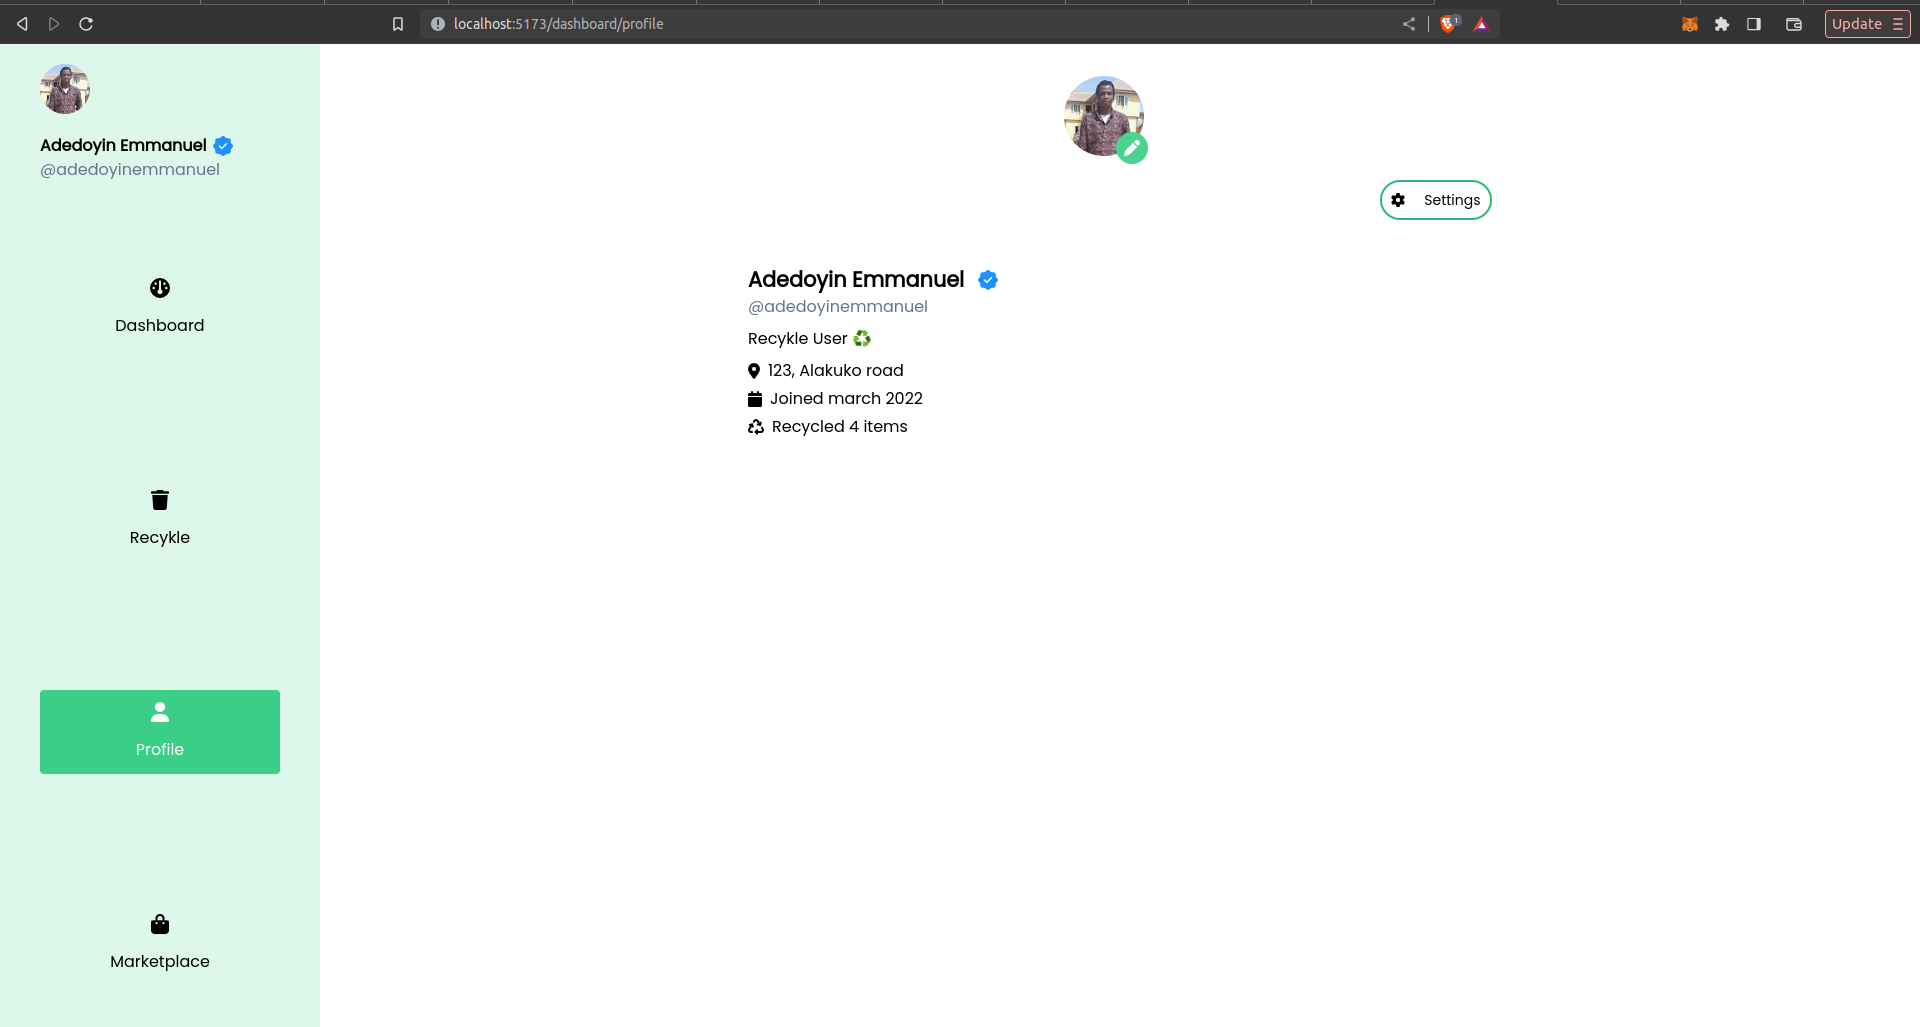 localhost:5173/dashboard/profile
1
Update
Adedoyin Emmanuel
@adedoyinemmanuel
Dashboard
Recykle
Profile
Marketplace
Settings
Adedoyin Emmanuel
@adedoyinemmanuel
Recykle User ♻️
123, Alakuko road
Joined march 2022
Recycled 4 items